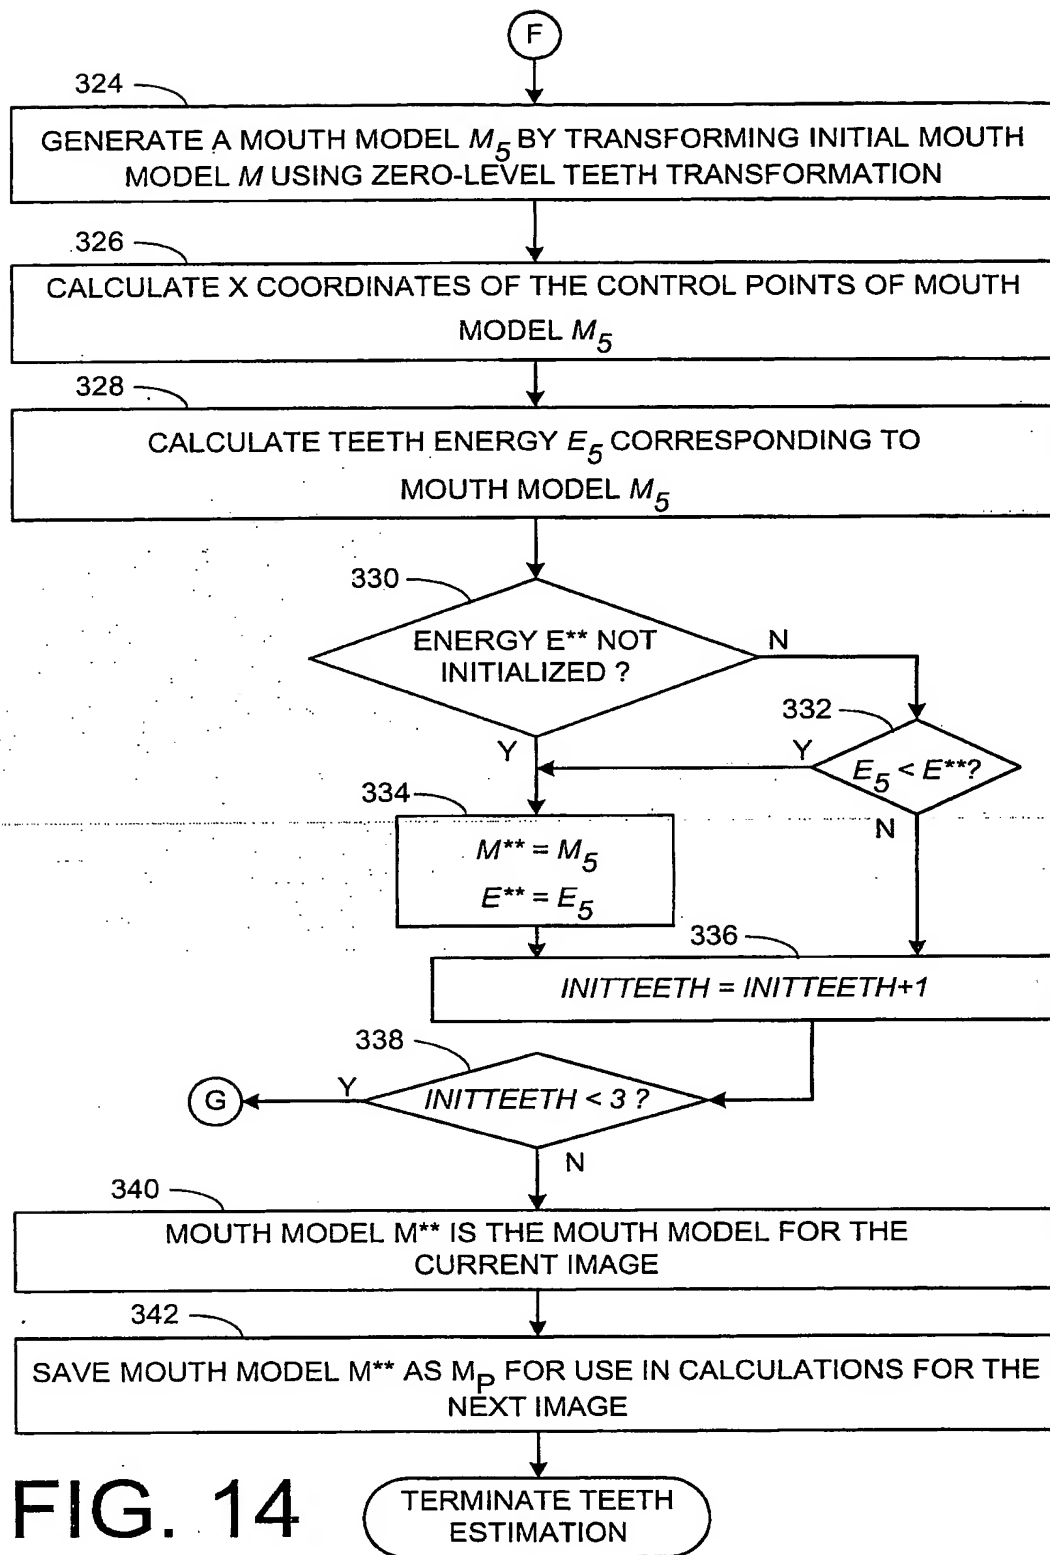 F
324
GENERATE A MOUTH MODEL M5 BY TRANSFORMING INITIAL MOUTH
MODEL M USING ZERO-LEVEL TEETH TRANSFORMATION
326
CALCULATE X COORDINATES OF THE CONTROL POINTS OF MOUTH
MODEL M5
328
CALCULATE TEETH ENERGY E5 CORRESPONDING TO
MOUTH MODEL M5
330
ENERGY E** NOT
INITIALIZED ?
N
332
Y
Y
E5 < E**?
334
N
M** = M5
E** = E5
336
INITTEETH = INITTEETH+1
338
G
Y
INITTEETH < 3 ?
N
340
MOUTH MODEL M** IS THE MOUTH MODEL FOR THE
CURRENT IMAGE
342
SAVE MOUTH MODEL M** AS MP FOR USE IN CALCULATIONS FOR THE
NEXT IMAGE
FIG. 14
TERMINATE TEETH
ESTIMATION